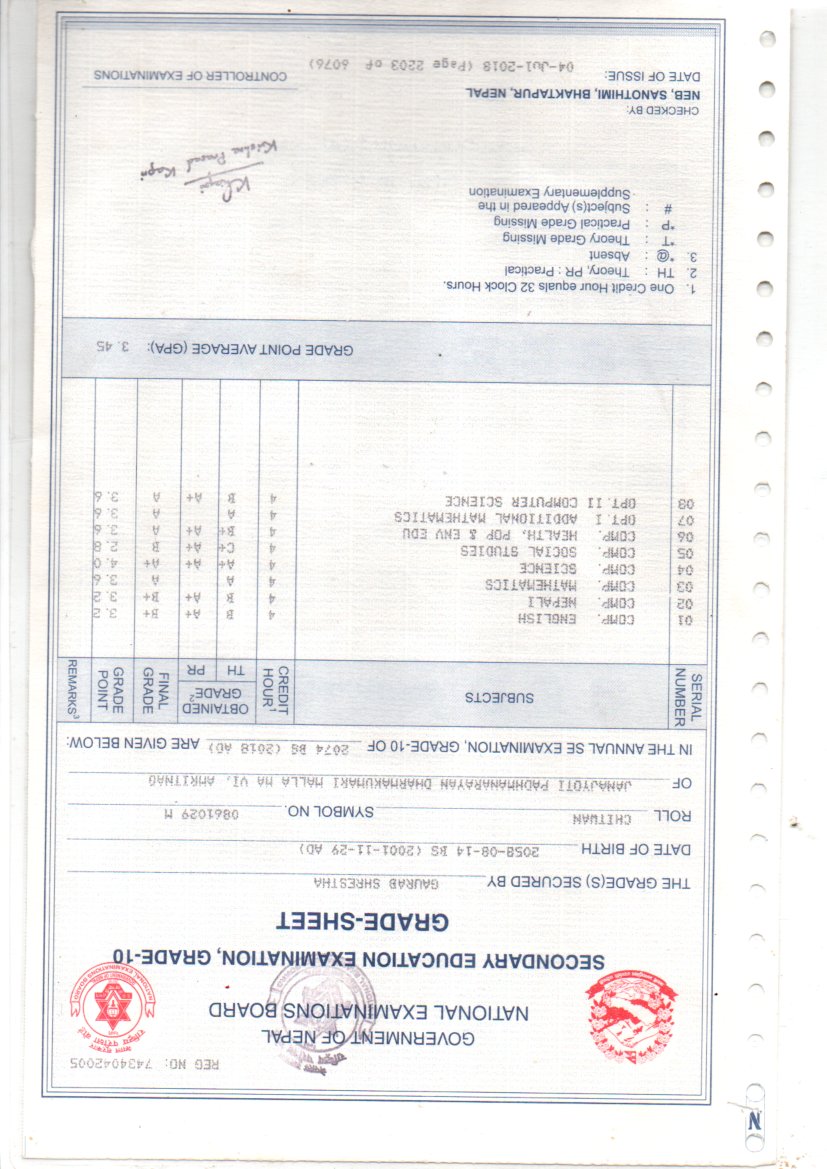 REG NO: 7434042005
GOVERNMENT OF NEPAL
NATIONAL EXAMINATIONS BOARD
SECONDARY EDUCATION EXAMINATION, GRADE-10
GRADE-SHEET
THE GRADE(S) SECURED BY GAURAB SHRESTHA
DATE OF BIRTH 2058-08-14 BS (2001-11-29 AD)
ROLL CHITWAN SYMBOL NO. 0861029 M
OF JANAJYOTI PADHMANARAYAN DHARMAKUMARI MALLA MA VI. AMRITNAG
IN THE ANNUAL SE EXAMINATION, GRADE-10 OF 2074 BS (2018 AD) ARE GIVEN BELOW:
SERIAL NUMBER SUBJECTS CREDIT HOUR1 OBTAINED GRADE2 TH PR FINAL GRADE GRADE POINT REMARKS3
01 COMP. ENGLISH 4 B A+ B+ 3.2
02 COMP. NEPALI 4 B A+ B+ 3.2
03 COMP. MATHEMATICS 4 A A 3.6
04 COMP. SCIENCE 4 A+ A+ A+ 4.0
05 COMP. SOCIAL STUDIES 4 C+ A+ B 2.8
06 COMP. HEALTH, POP & ENV EDU 4 B+ A+ A 3.6
07 OPT. I ADDITIONAL MATHEMATICS 4 A A 3.6
08 OPT. II COMPUTER SCIENCE 4 B A+ A 3.6
GRADE POINT AVERAGE (GPA): 3.45
1. One Credit Hour equals 32 Clock Hours.
2. TH : Theory, PR : Practical
3. *@ : Absent
*T : Theory Grade Missing
*P : Practical Grade Missing
# : Subject(s) Appeared in the
Supplementary Examination
CHECKED BY:
NEB, SANOTHIMI, BHAKTAPUR, NEPAL
DATE OF ISSUE: 04-Jul-2018 (Page 2203 of 6076)
CONTROLLER OF EXAMINATIONS
N